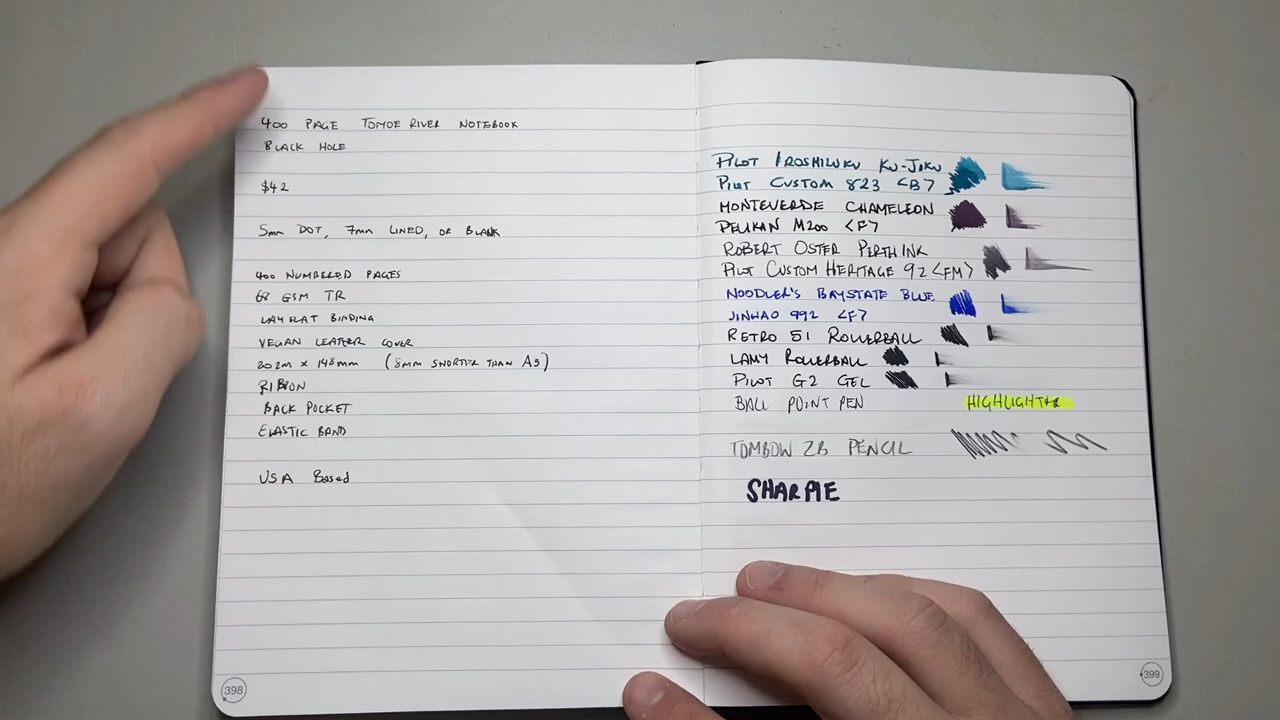 400 PAGE TOMOE RIVER NOTEBOOK
BLACK HOLE
$42
5mm DOT, 7mm LINED, OR BLANK
400 NUMBERED PAGES
68 GSM TR
LAY FLAT BINDING
VEGAN LEATHER COVER
202m x 148mm (8mm SHORTER THAN A5)
RIBBON
BACK POCKET
ELASTIC BAND
USA Based
398
PILOT IROSHIZUKU KU-JAKU
PILOT CUSTOM 823 <B>
MONTEVERDE CHAMELEON
PELIKAN M200 <F>
ROBERT OSTER PERTH INK
PILOT CUSTOM HERITAGE 92 <FM>
NOODLER'S BAYSTATE BLUE
JINHAO 992 <F>
RETRO 51 ROLLERBALL
LAMY ROLLERBALL
PILOT G2 GEL
BALL POINT PEN HIGHLIGHTER
TOMBOW 2B PENCIL
SHARPIE
399